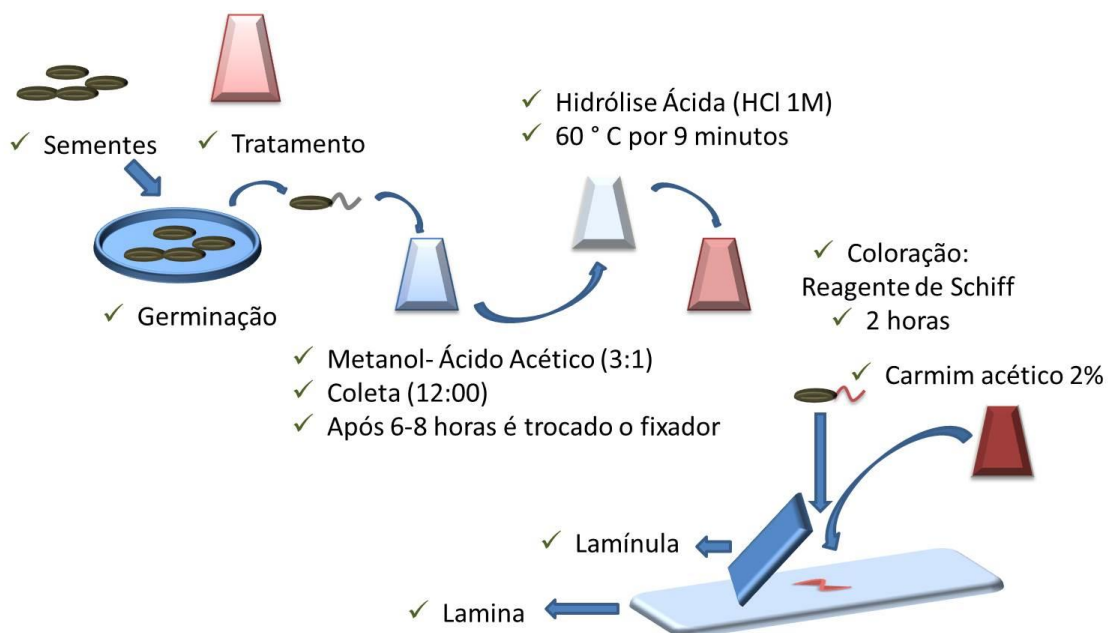 Sementes
Tratamento
Germinação
Metanol- Ácido Acético (3:1)
Coleta (12:00)
Após 6-8 horas é trocado o fixador
Hidrólise Ácida (HCl 1M)
60 ° C por 9 minutos
Coloração:
Reagente de Schiff
2 horas
Carmim acético 2%
Lamínula
Lamina